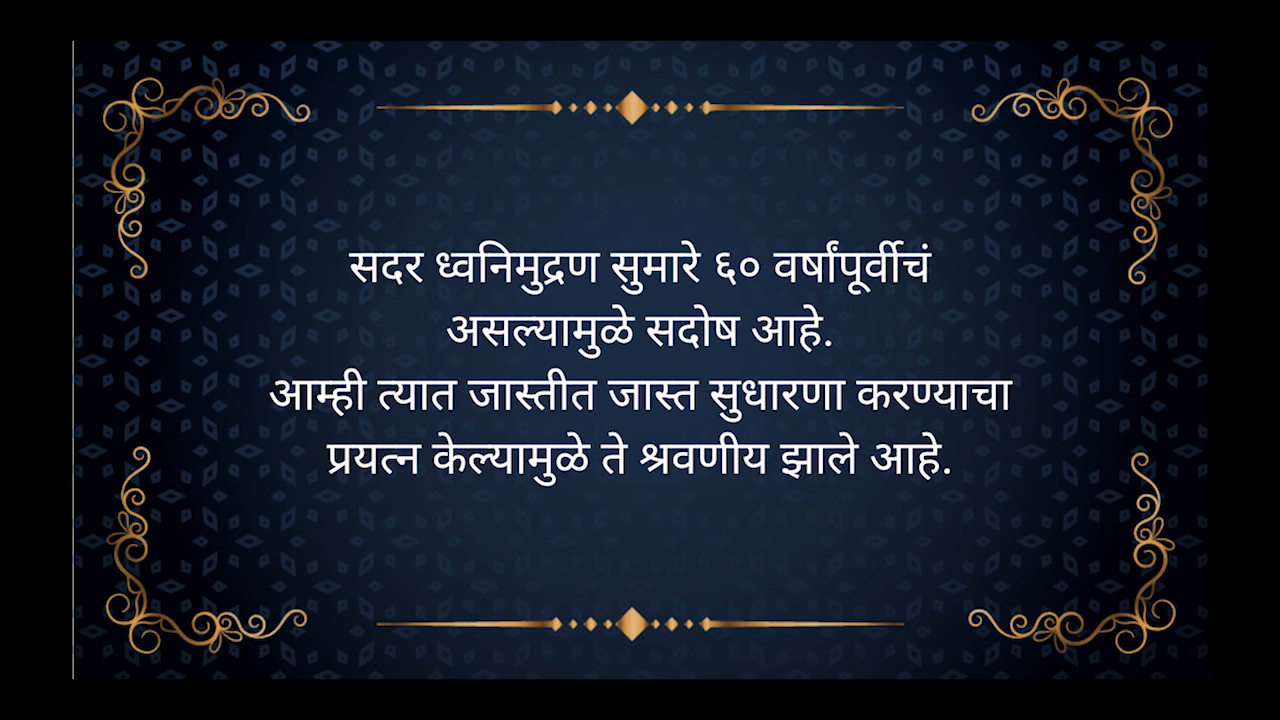 सदर ध्वनिमुद्रण सुमारे ६० वर्षांपूर्वीचं
असल्यामुळे सदोष आहे.
आम्ही त्यात जास्तीत जास्त सुधारणा करण्याचा
प्रयत्न केल्यामुळे ते श्रवणीय झाले आहे.